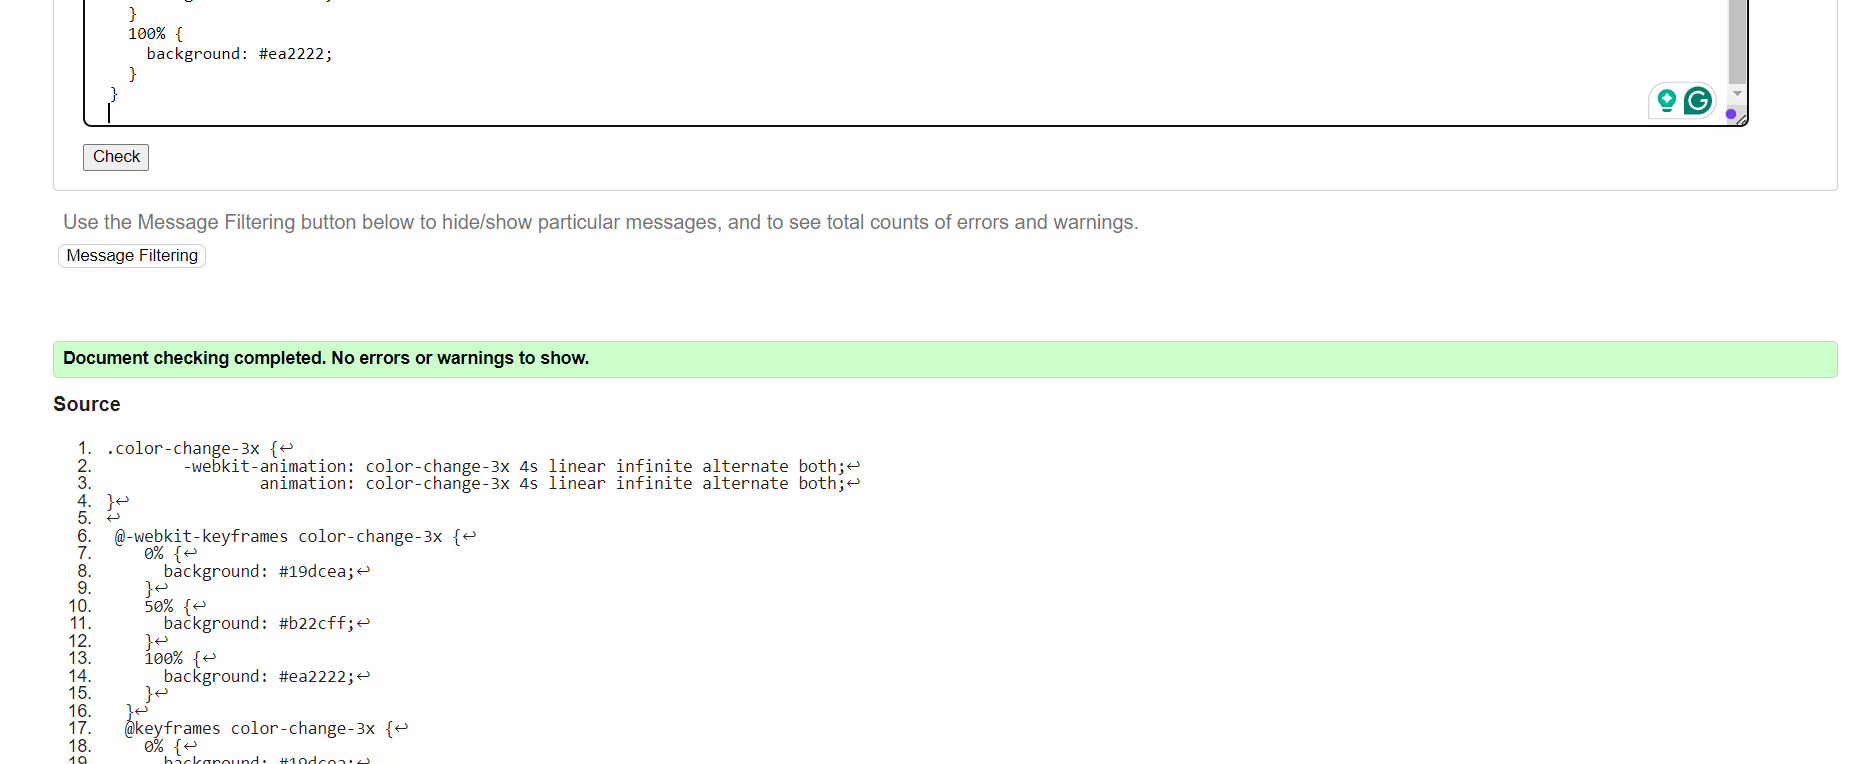 }
100% {
background: #ea2222;
}
}
Check
Use the Message Filtering button below to hide/show particular messages, and to see total counts of errors and warnings.
Message Filtering
Document checking completed. No errors or warnings to show.
Source
1. .color-change-3x {↩
2. -webkit-animation: color-change-3x 4s linear infinite alternate both;↩
3. animation: color-change-3x 4s linear infinite alternate both;↩
4. }↩
5. ↩
6. @-webkit-keyframes color-change-3x {↩
7. 0% {↩
8. background: #19dcea;↩
9. }↩
10. 50% {↩
11. background: #b22cff;↩
12. }↩
13. 100% {↩
14. background: #ea2222;↩
15. }↩
16. }↩
17. @keyframes color-change-3x {↩
18. 0% {↩
19. background: #19dcea;↩